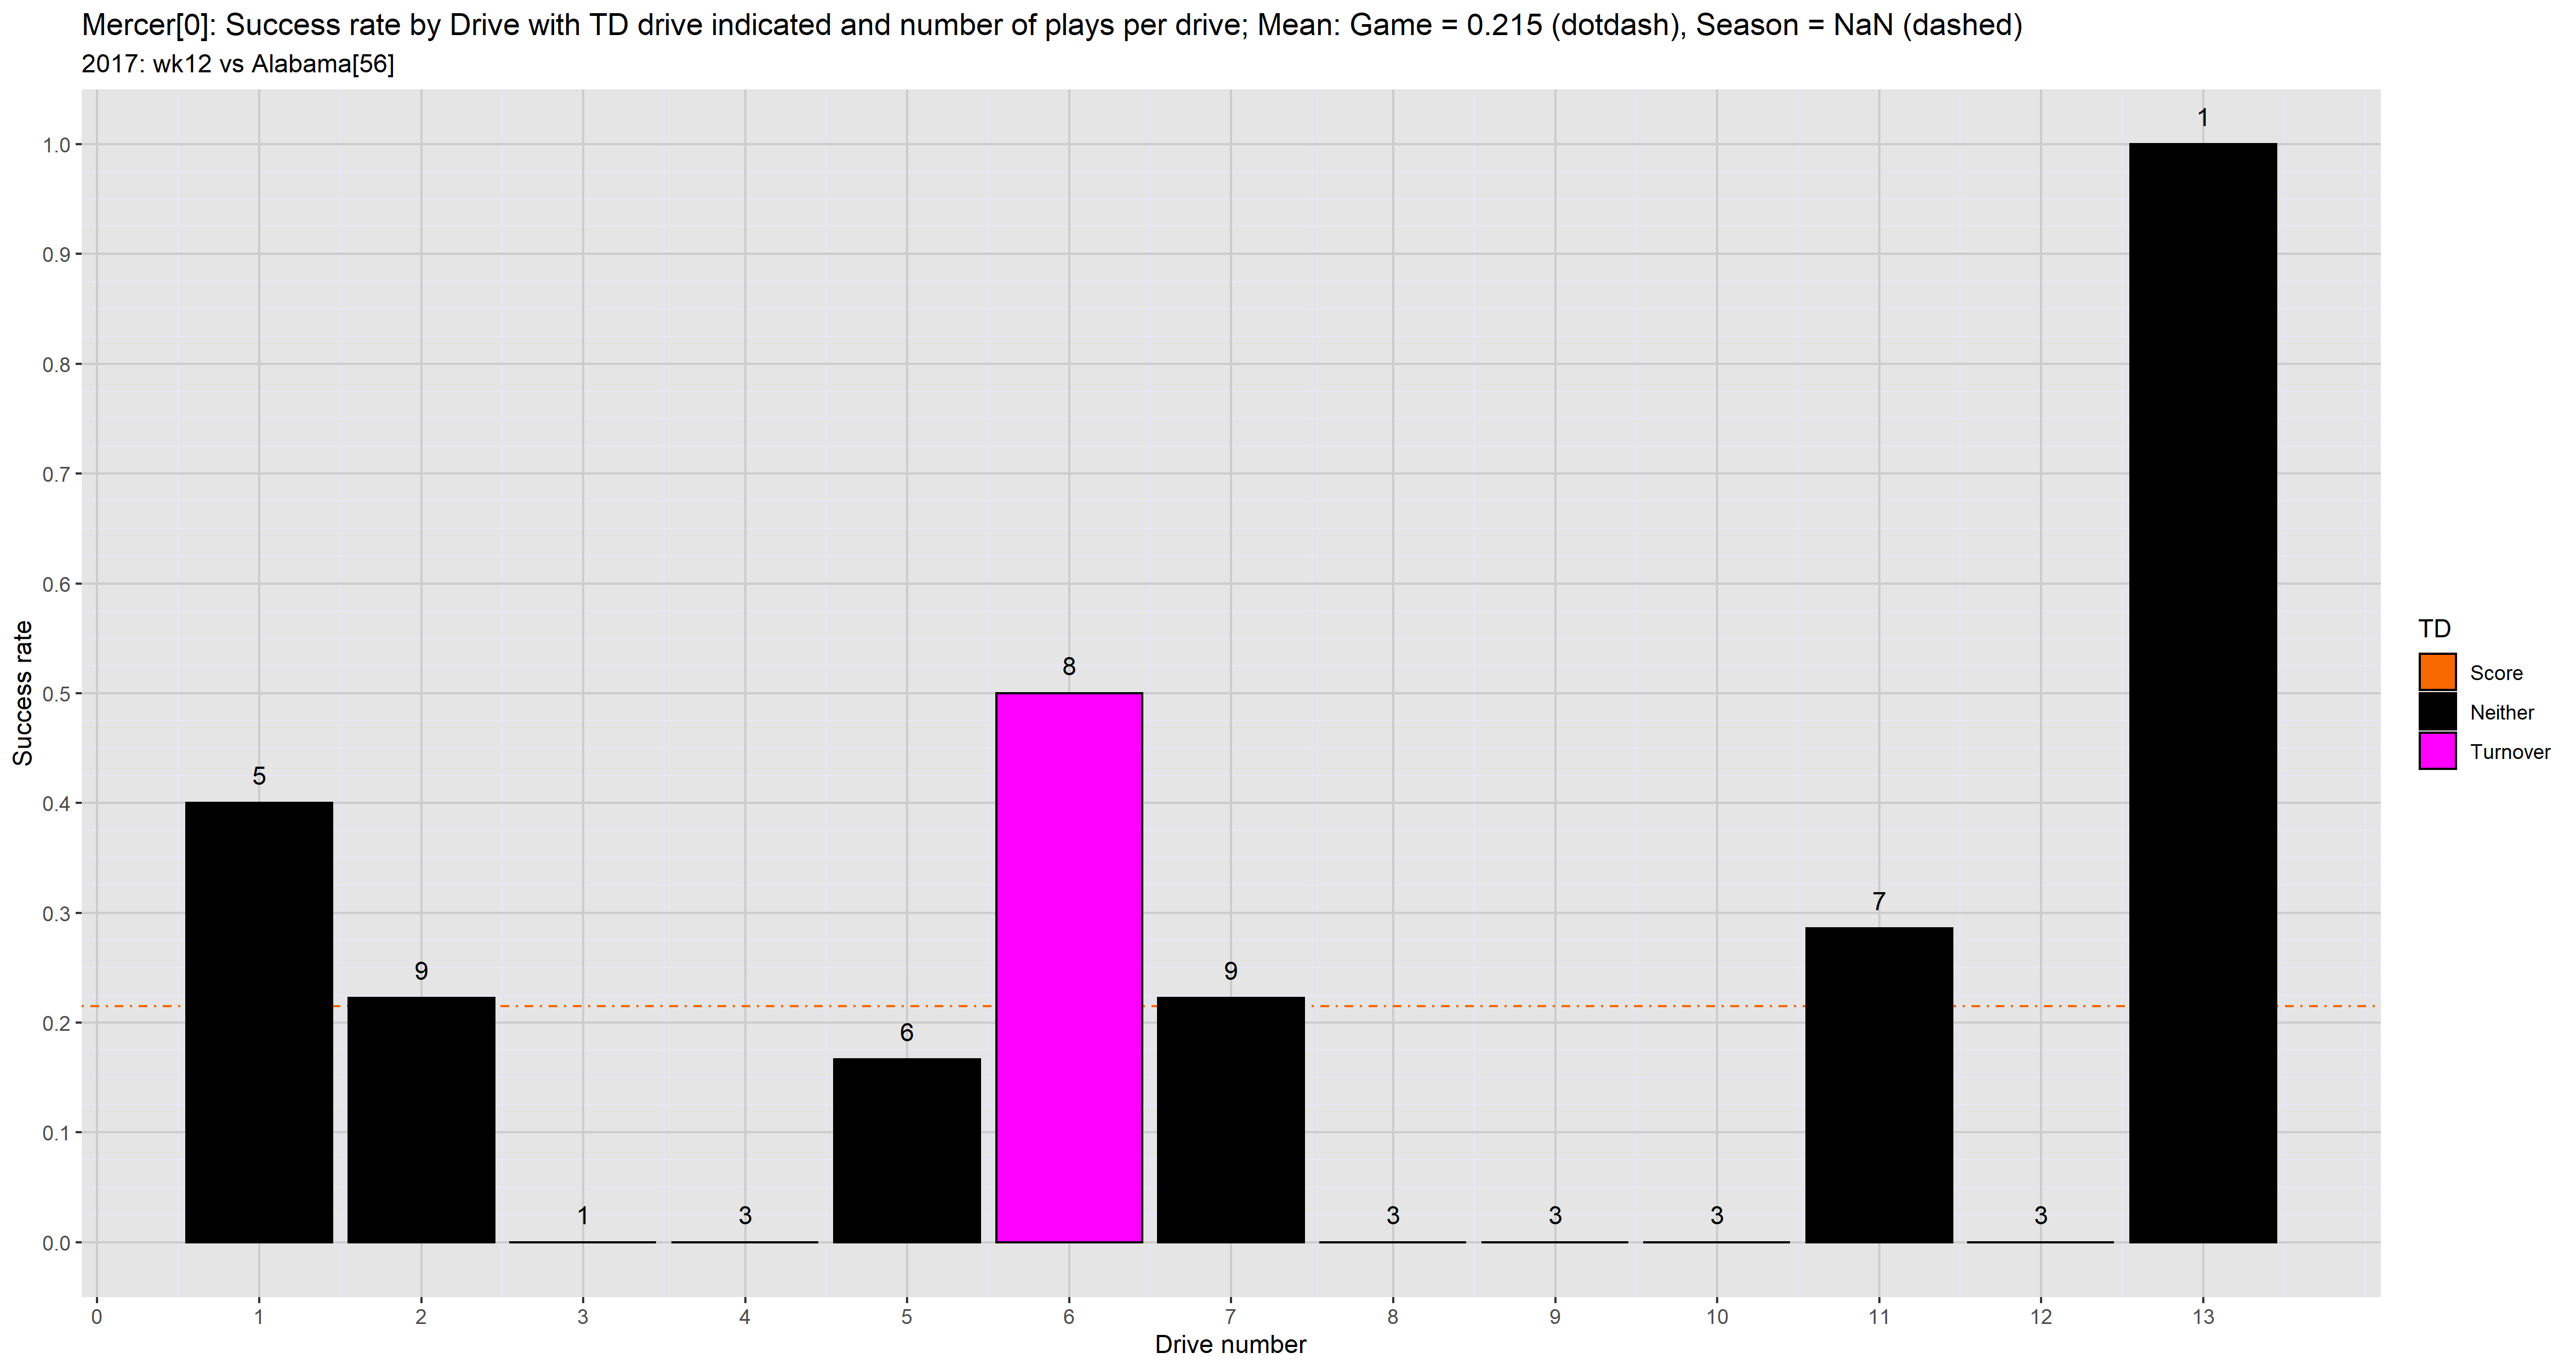 Mercer[0]: Success rate by Drive with TD drive indicated and number of plays per drive; Mean: Game = 0.215 (dotdash), Season = NaN (dashed)
2017: wk12 vs Alabama[56]
Success rate
1.0
0.9
0.8
0.7
0.6
0.5
0.4
0.3
0.2
0.1
0.0
5
9
1
3
6
8
9
3
3
3
7
3
1
0 1 2 3 4 5 6 7 8 9 10 11 12 13
Drive number
TD
Score
Neither
Turnover